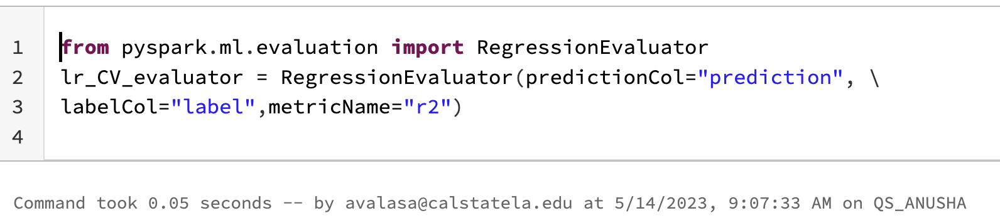 1 from pyspark.ml.evaluation import RegressionEvaluator
2 lr_CV_evaluator = RegressionEvaluator(predictionCol="prediction", \
3 labelCol="label",metricName="r2")
4
Command took 0.05 seconds -- by avalasa@calstatela.edu at 5/14/2023, 9:07:33 AM on QS_ANUSHA